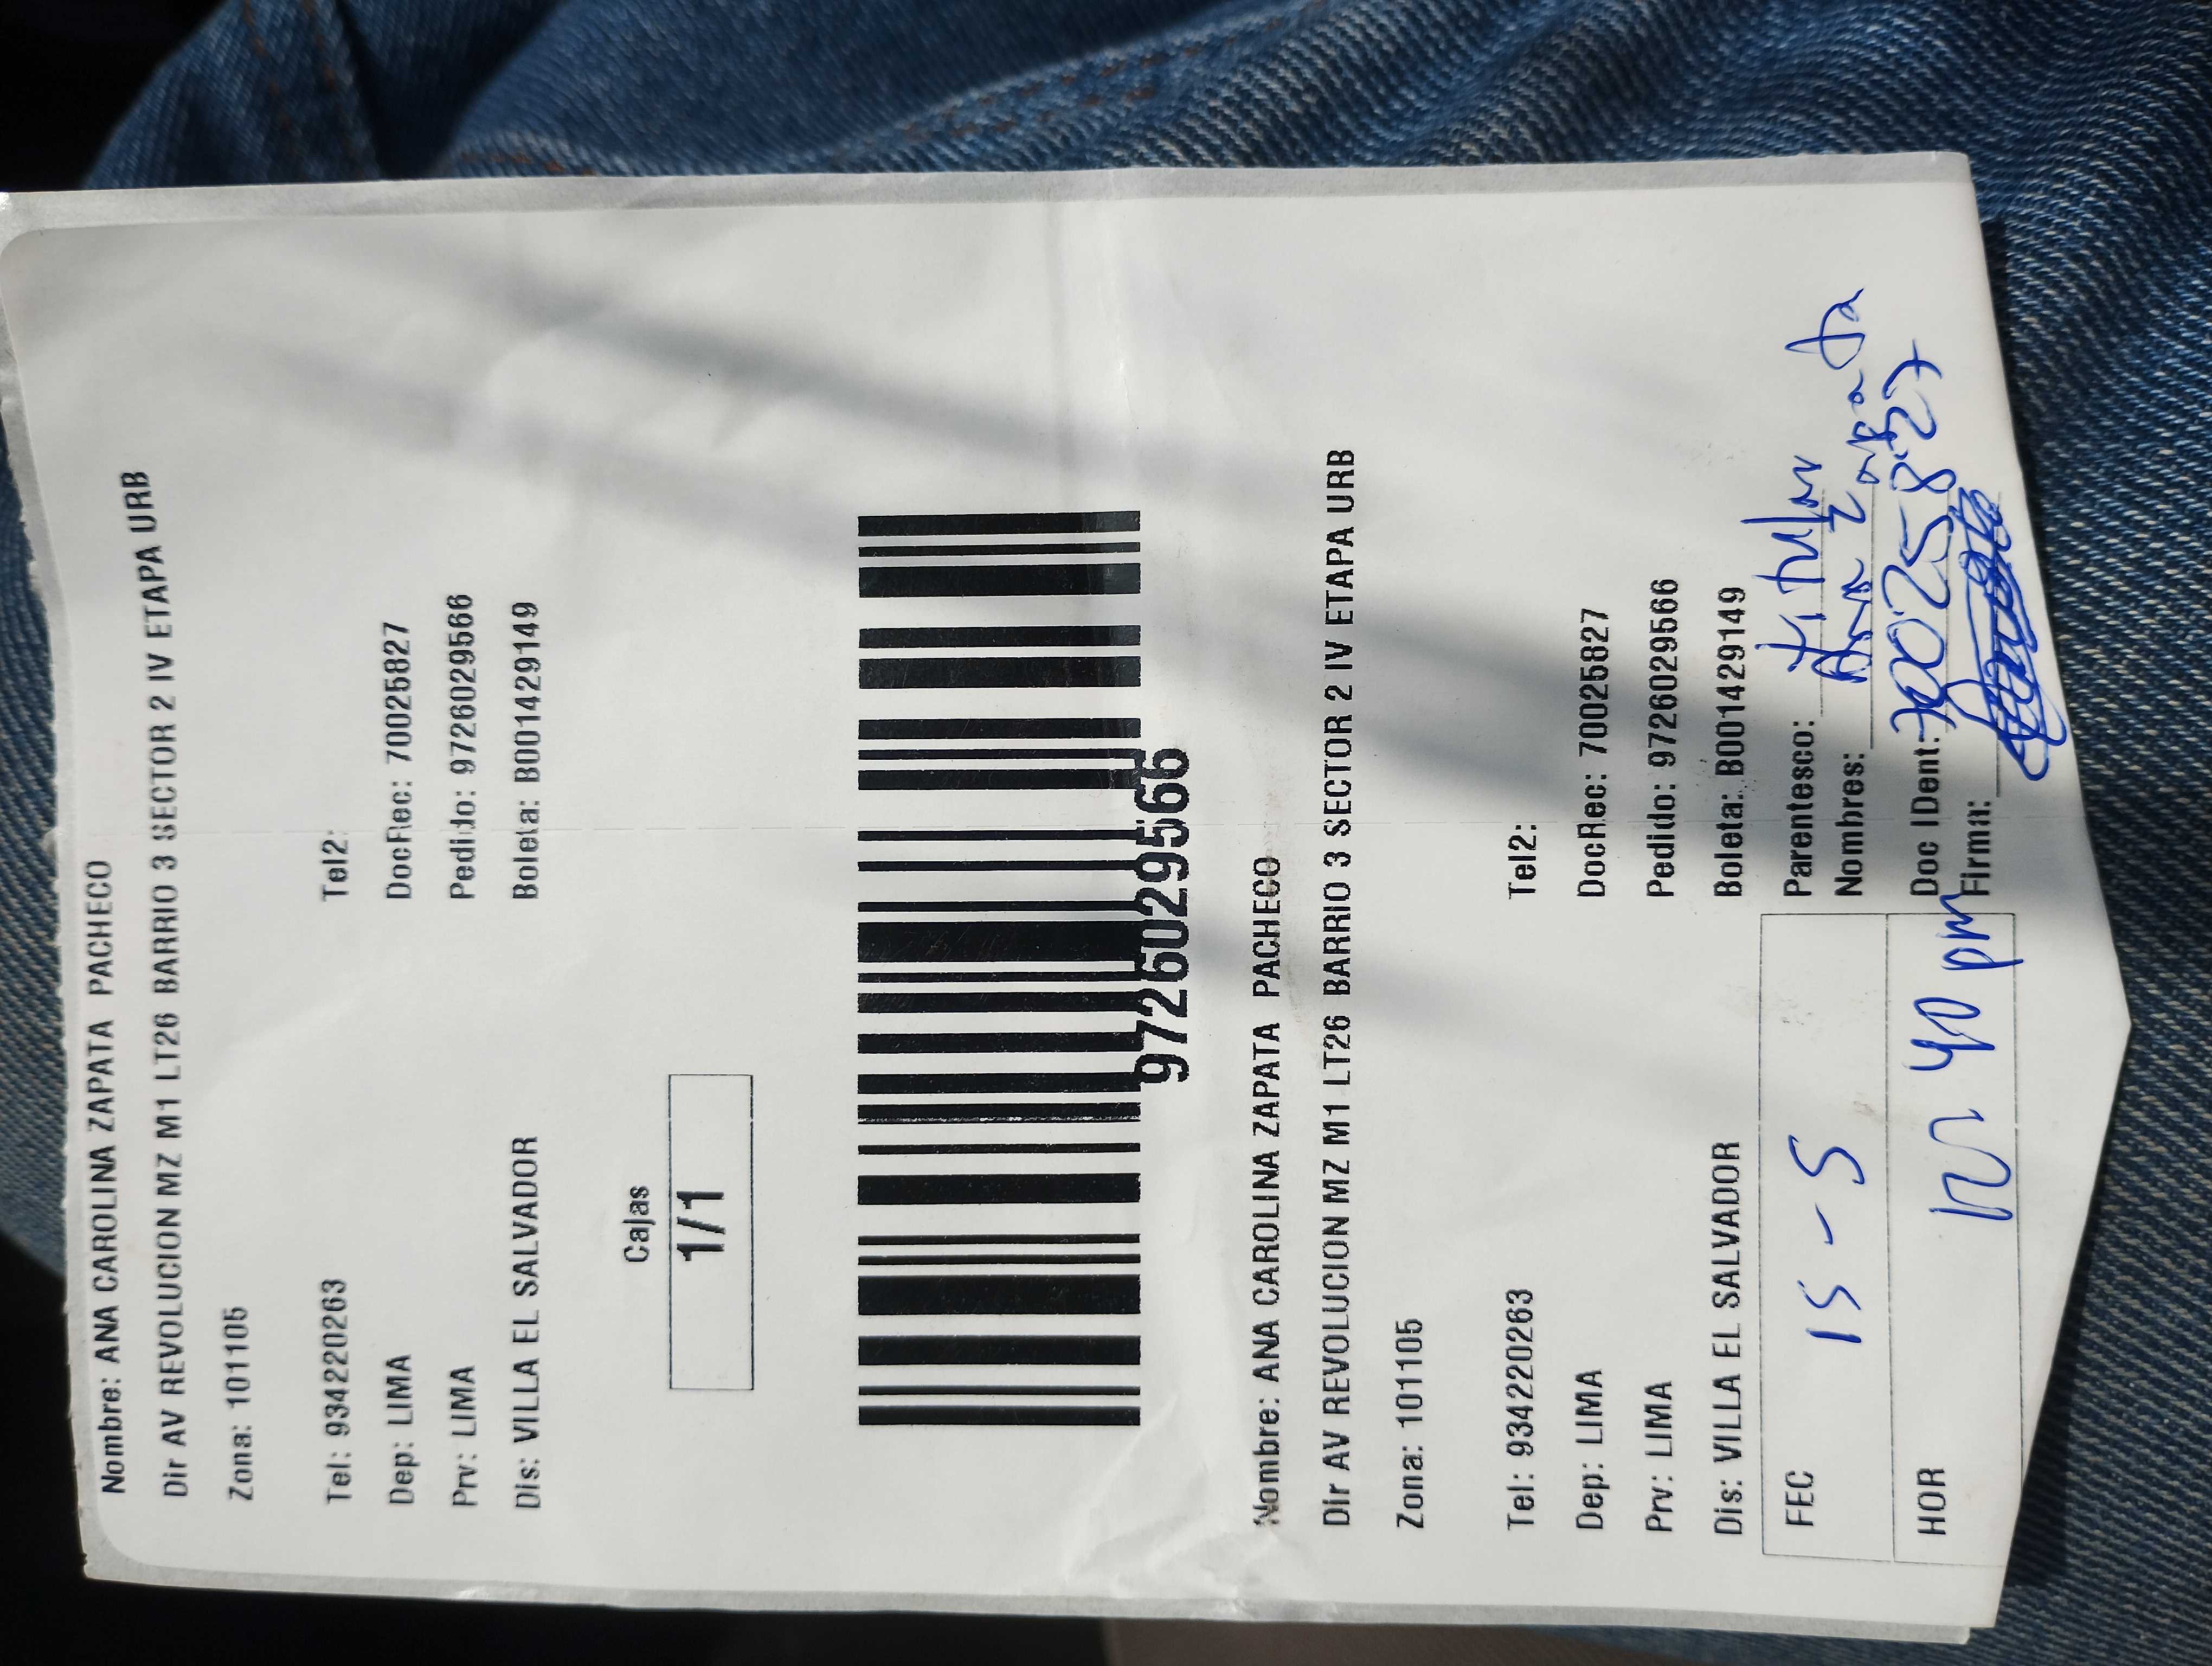 Nombre: ANA CAROLINA ZAPATA PACHECO
Dir AV REVOLUCION MZ M1 LT26 BARRIO 3 SECTOR 2 IV ETAPA URB
Zona: 101105
Tel: 934220263 Tel2:
Dep: LIMA DocRec: 70025827
Prv: LIMA Pedido: 9726029566
Dis: VILLA EL SALVADOR Boleta: B001429149
Cajas
1/1
9726029566
Nombre: ANA CAROLINA ZAPATA PACHECO
Dir AV REVOLUCION MZ M1 LT26 BARRIO 3 SECTOR 2 IV ETAPA URB
Zona: 101105
Tel: 934220263 Tel2:
Dep: LIMA DocRec: 70025827
Prv: LIMA Pedido: 9726029566
Dis: VILLA EL SALVADOR Boleta: B001429149
FEC 15-5 Parentesco: titular
Nombres: Ana Zapata
HOR 12 40 pm Doc IDent: 70025827
Firma: